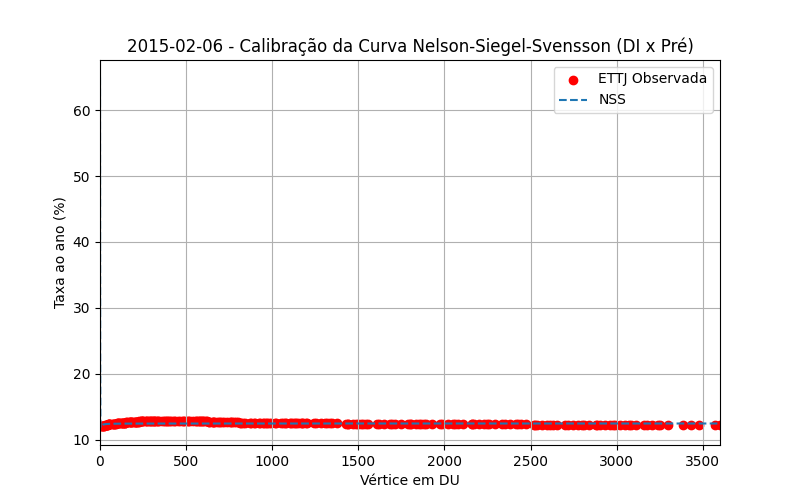 2015-02-06 - Calibração da Curva Nelson-Siegel-Svensson (DI x Pré)
ETTJ Observada
NSS
Taxa ao ano (%)
60
50
40
30
20
10
0 500 1000 1500 2000 2500 3000 3500
Vértice em DU